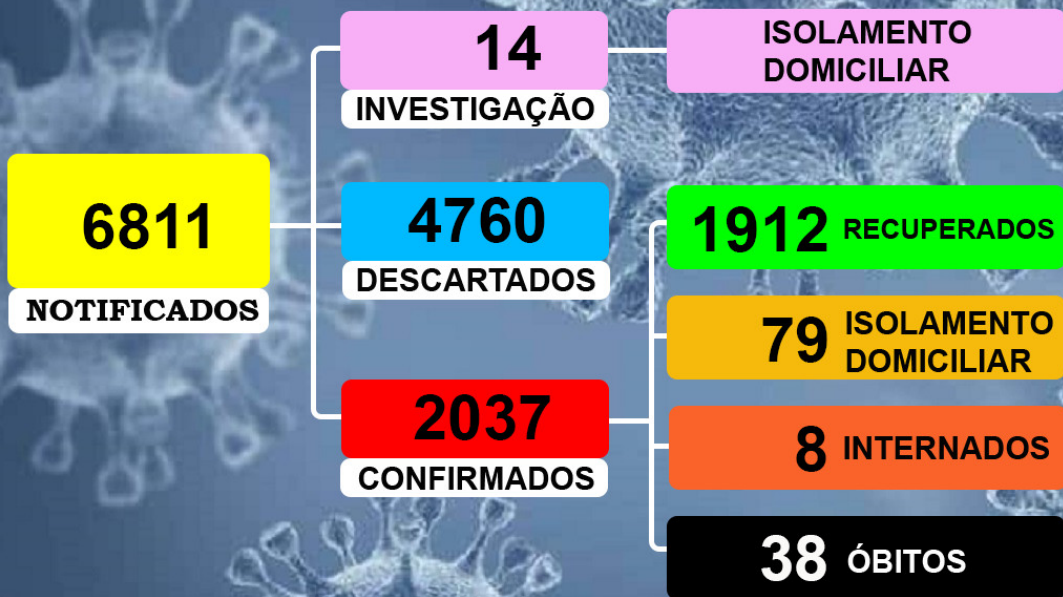 14
INVESTIGAÇÃO
ISOLAMENTO
DOMICILIAR
6811
NOTIFICADOS
4760
DESCARTADOS
2037
CONFIRMADOS
1912 RECUPERADOS
79 ISOLAMENTO
DOMICILIAR
8 INTERNADOS
38 ÓBITOS